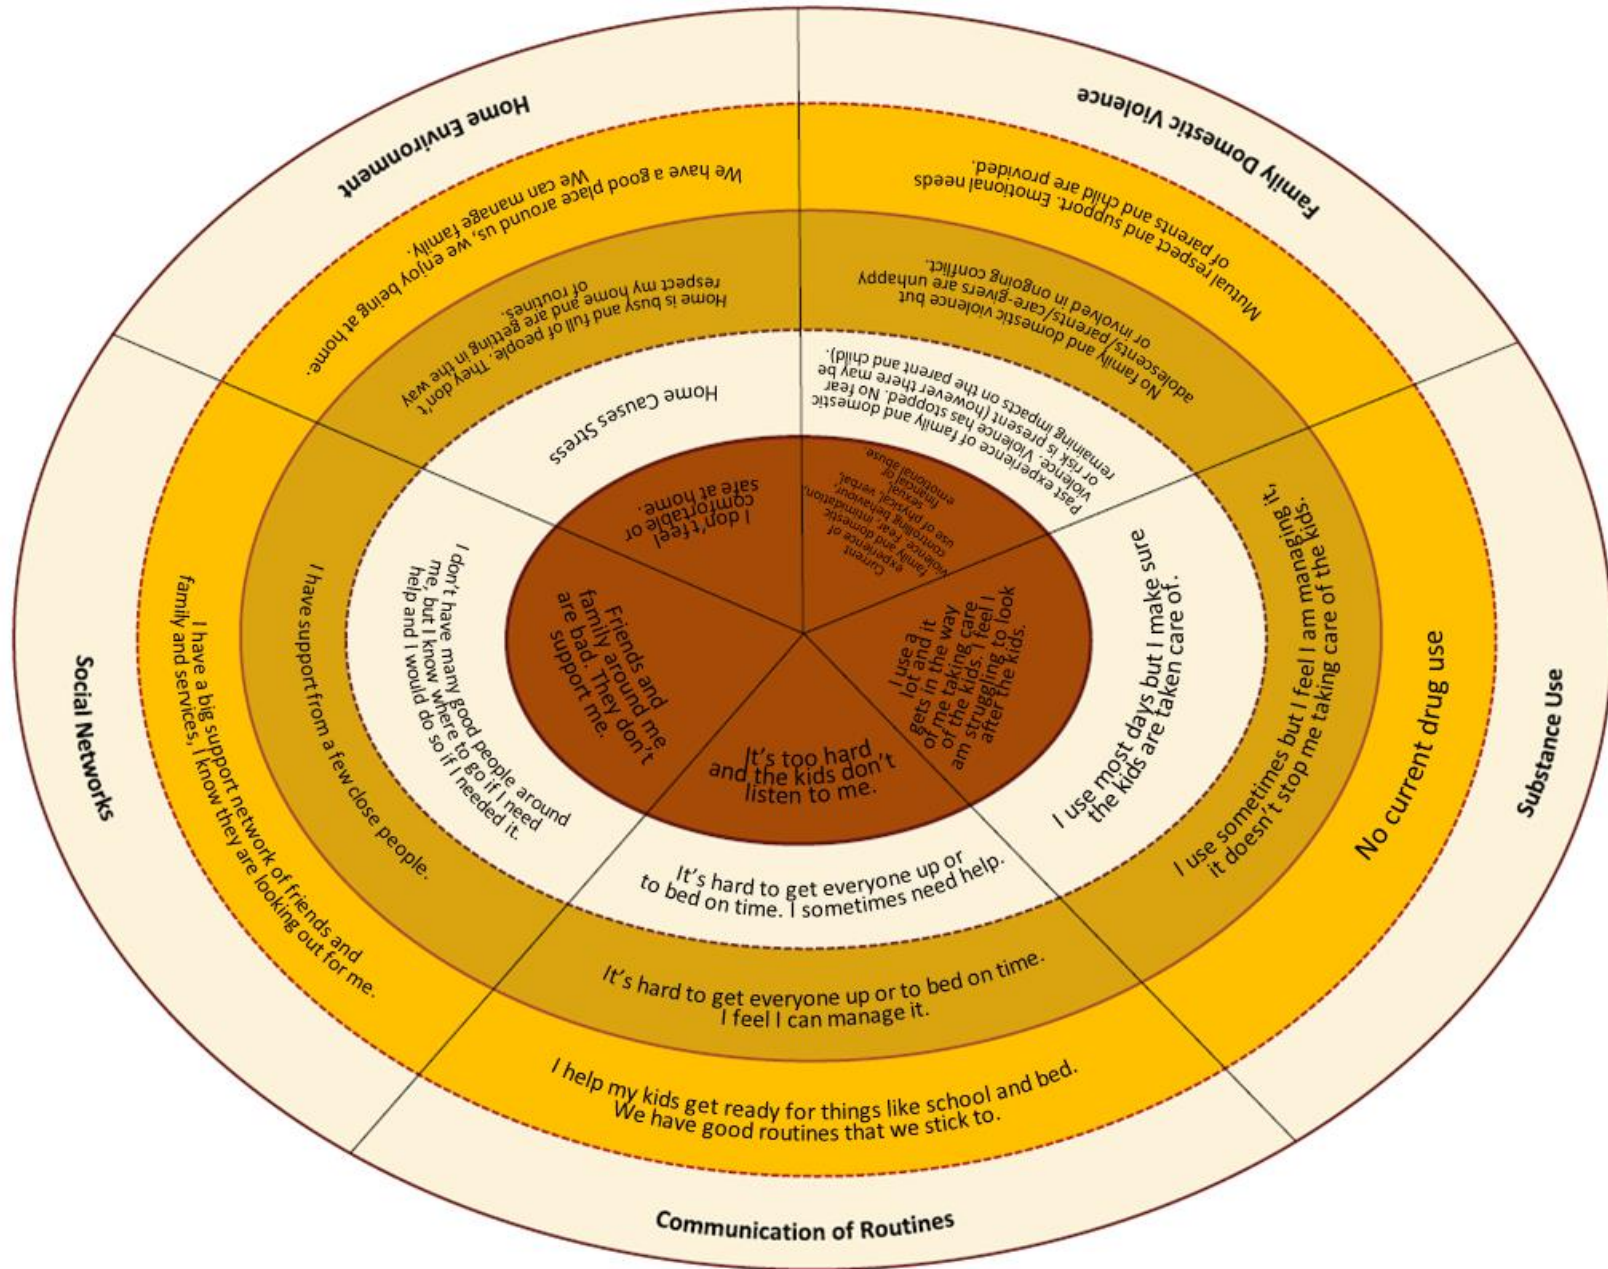 Home Environment
We have a good place around us, we enjoy being at home.
We can manage family.
Home is busy and full of people. They don't
respect my home and are getting in the way
of routines.
Home Causes Stress
I don't feel
comfortable or
safe at home.
Family Domestic Violence
Mutual respect and support. Emotional needs
of parents and child are provided.
No family and domestic violence but
adolescents/parents/care-givers are unhappy
or involved in ongoing conflict.
Past experience of family and domestic
violence. Violence has stopped. No fear
or risk is present (however there may be
remaining impacts on the parent and child).
Current
experience of
family and domestic
violence. Fear, intimidation,
controlling behaviour,
use of physical, verbal,
sexual,
financial or
emotional abuse
Substance Use
No current drug use
I use sometimes but I feel I am managing it,
it doesn't stop me taking care of the kids.
I use most days but I make sure
the kids are taken care of.
I use a
lot and it
gets in the way
of me taking care
of the kids. I feel I
am struggling to look
after the kids.
Communication of Routines
I help my kids get ready for things like school and bed.
We have good routines that we stick to.
It's hard to get everyone up or to bed on time.
I feel I can manage it.
It's hard to get everyone up or
to bed on time. I sometimes need help.
It's too hard
and the kids don't
listen to me.
Social Networks
I have a big support network of friends and
family and services, I know they are looking out for me.
I have support from a few close people.
I don't have many good people around
me, but I know where to go if I need
help and I would do so if I needed it.
Friends and
family around me
are bad. They don't
support me.